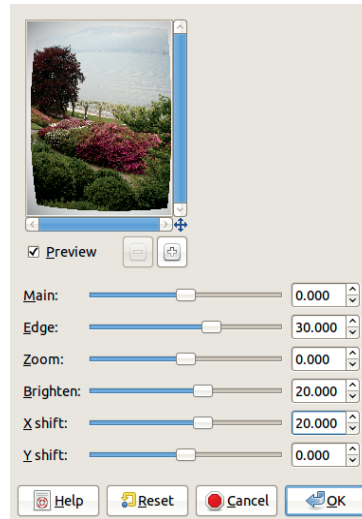 Preview
Main: 0.000
Edge: 30.000
Zoom: 0.000
Brighten: 20.000
X shift: 20.000
Y shift: 0.000
Help Reset Cancel OK